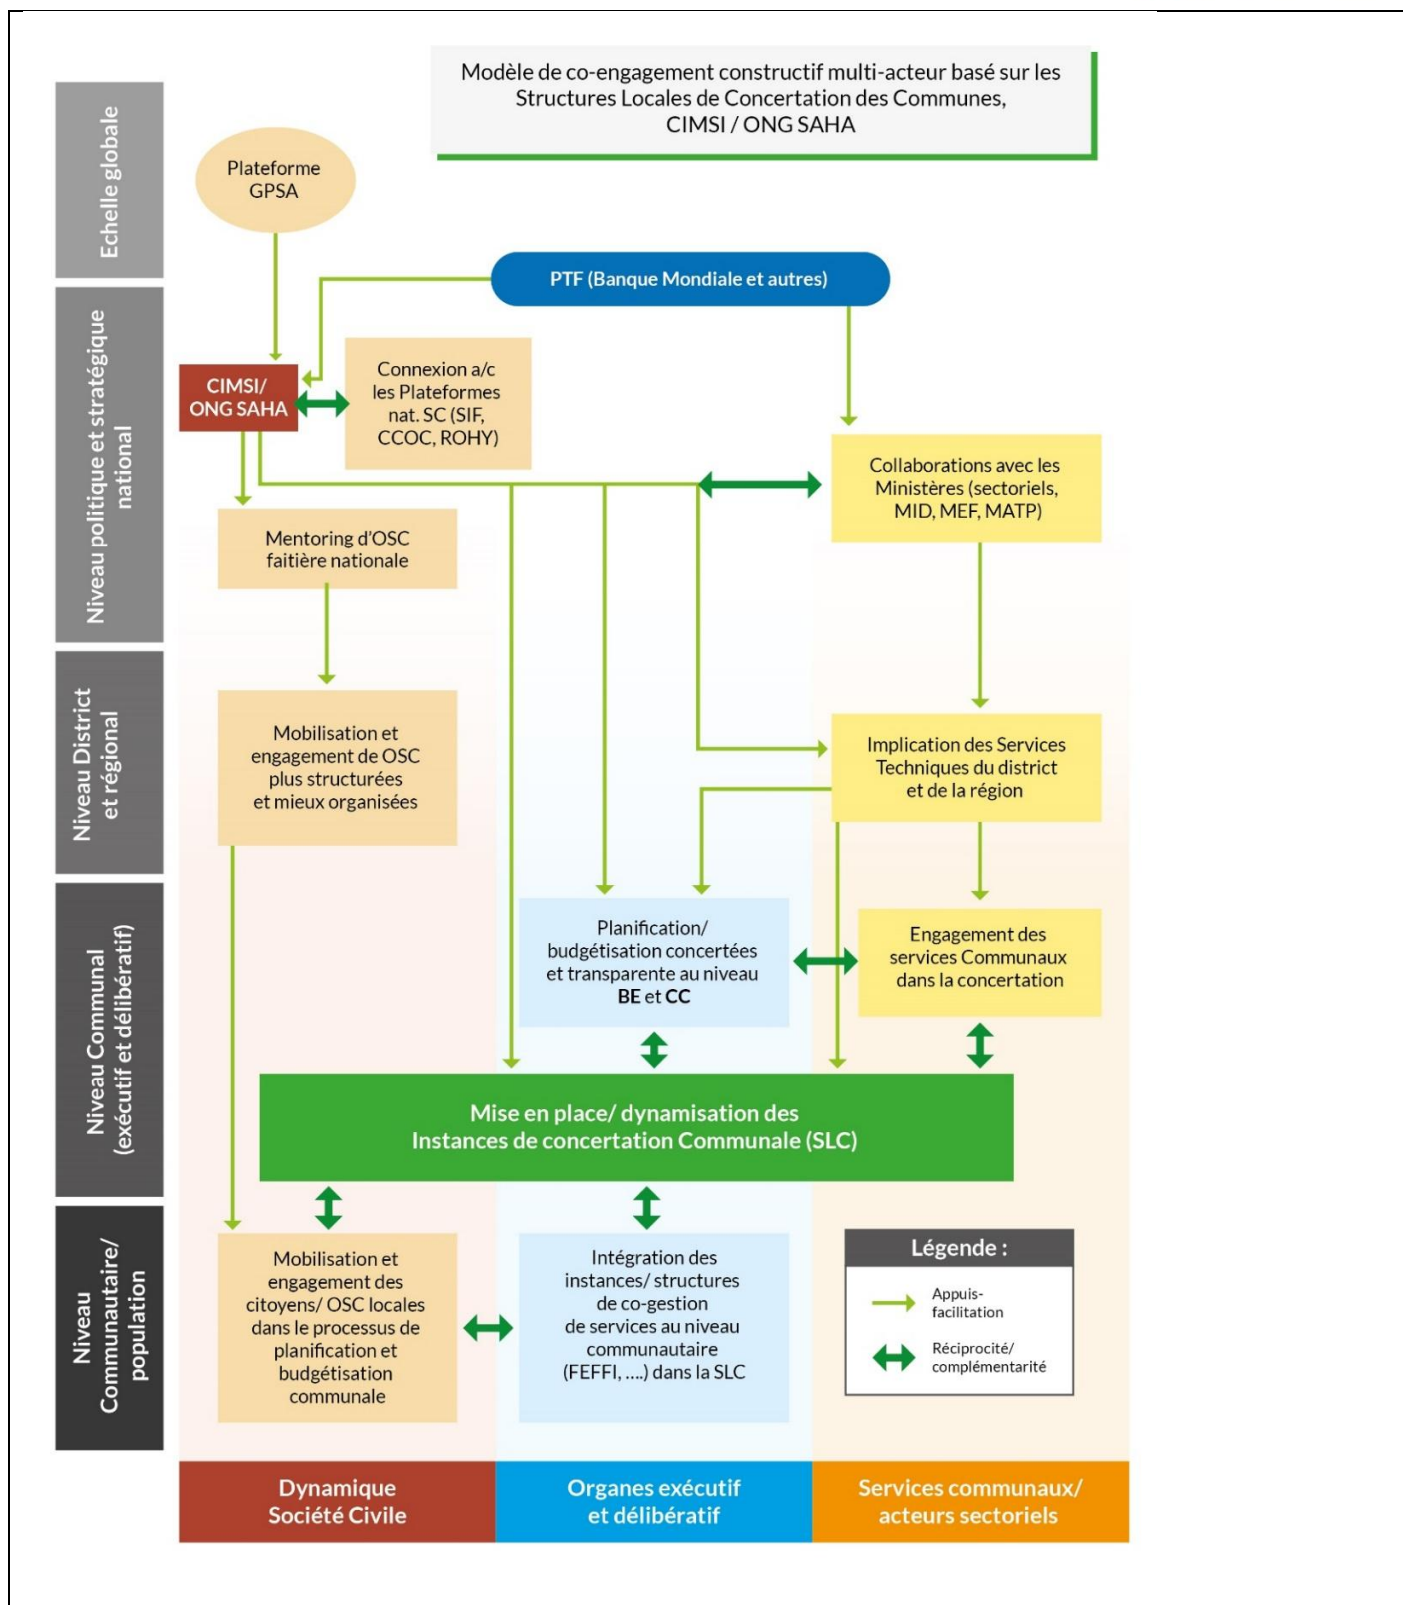 Modèle de co-engagement constructif multi-acteur basé sur les
Structures Locales de Concertation des Communes,
CIMSI / ONG SAHA
Echelle globale
Plateforme
GPSA
PTF (Banque Mondiale et autres)
Niveau politique et stratégique
national
CIMSI/
ONG SAHA
Connexion a/c
les Plateformes
nat. SC (SIF,
CCOC, ROHY)
Collaborations avec les
Ministères (sectoriels,
MID, MEF, MATP)
Mentoring d’OSC
faitière nationale
Niveau District
et régional
Mobilisation et
engagement de OSC
plus structurées
et mieux organisées
Implication des Services
Techniques du district
et de la région
Niveau Communal
(exécutif et délibératif)
Planification/
budgétisation concertées
et transparente au niveau
BE et CC
Engagement des
services Communaux
dans la concertation
Mise en place/ dynamisation des
Instances de concertation Communale (SLC)
Niveau
Communautaire/
population
Mobilisation et
engagement des
citoyens/ OSC locales
dans le processus de
planification et
budgétisation
communale
Intégration des
instances/ structures
de co-gestion
de services au niveau
communautaire
(FEFFI, ….) dans la SLC
Légende :
Appuis-
facilitation
Réciprocité/
complémentarité
Dynamique
Société Civile
Organes exécutif
et délibératif
Services communaux/
acteurs sectoriels